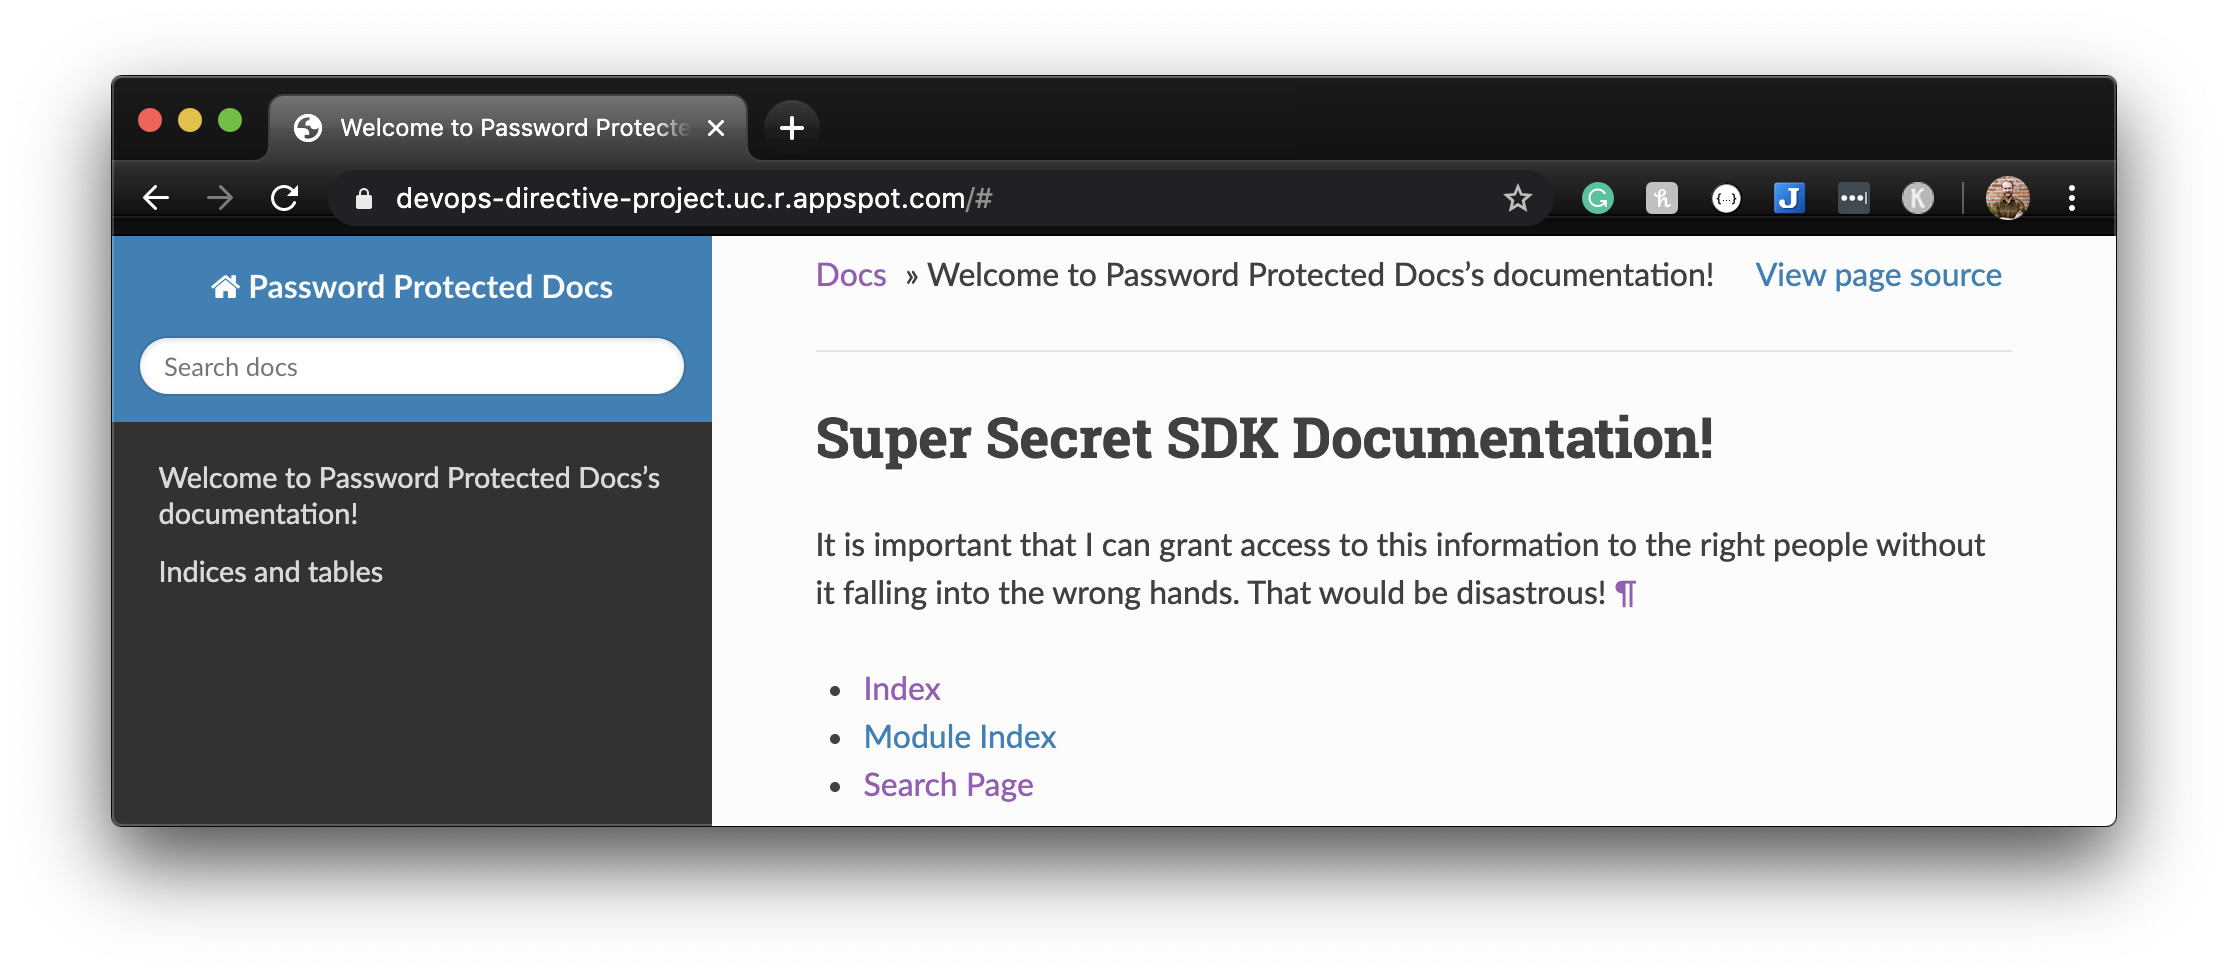 Welcome to Password Protecte
devops-directive-project.uc.r.appspot.com/#
Password Protected Docs
Search docs
Welcome to Password Protected Docs’s
documentation!
Indices and tables
Docs » Welcome to Password Protected Docs’s documentation! View page source
Super Secret SDK Documentation!
It is important that I can grant access to this information to the right people without
it falling into the wrong hands. That would be disastrous! ¶
• Index
• Module Index
• Search Page